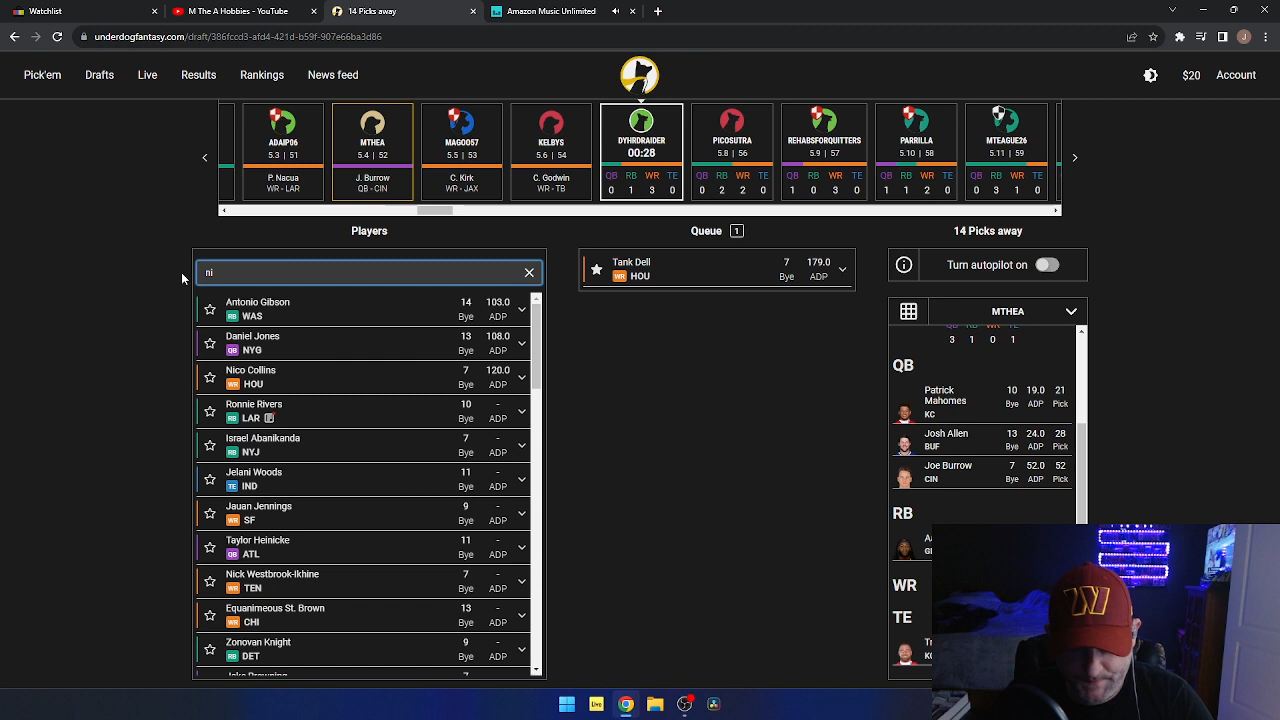 Watchlist
M The A Hobbies - YouTube
14 Picks away
Amazon Music Unlimited
underdogfantasy.com/draft/386fccd3-afd4-421d-b59f-907e66ba3d86
J
Pick'em
Drafts
Live
Results
Rankings
News feed
$20
Account
ADAIP06
5.3 | 51
P. Nacua
WR - LAR
MTHEA
5.4 | 52
J. Burrow
QB - CIN
MAGO057
5.5 | 53
C. Kirk
WR - JAX
KELBYS
5.6 | 54
C. Godwin
WR - TB
DYHRDRAIDER
00:28
QB RB WR TE
0 1 3 0
PICOSUTRA
5.8 | 56
QB RB WR TE
0 2 2 0
REHABSFORQUITTERS
5.9 | 57
QB RB WR TE
1 0 3 0
PARRILLA
5.10 | 58
QB RB WR TE
1 1 2 0
MTEAGUE26
5.11 | 59
QB RB WR TE
0 3 1 0
Players
Queue 1
14 Picks away
ni
Antonio Gibson 14 103.0
RB WAS Bye ADP
Daniel Jones 13 108.0
QB NYG Bye ADP
Nico Collins 7 120.0
WR HOU Bye ADP
Ronnie Rivers 10 -
RB LAR Bye ADP
Israel Abanikanda 7 -
RB NYJ Bye ADP
Jelani Woods 11 -
TE IND Bye ADP
Jauan Jennings 9 -
WR SF Bye ADP
Taylor Heinicke 11 -
QB ATL Bye ADP
Nick Westbrook-Ikhine 7 -
WR TEN Bye ADP
Equanimeous St. Brown 13 -
WR CHI Bye ADP
Zonovan Knight 9 -
RB DET Bye ADP
Tank Dell 7 179.0
WR HOU Bye ADP
Turn autopilot on
MTHEA
QB RB WR TE
3 1 0 1
QB
Patrick Mahomes 10 19.0 21
KC Bye ADP Pick
Josh Allen 13 24.0 28
BUF Bye ADP Pick
Joe Burrow 7 52.0 52
CIN Bye ADP Pick
RB
WR
TE
W
Live